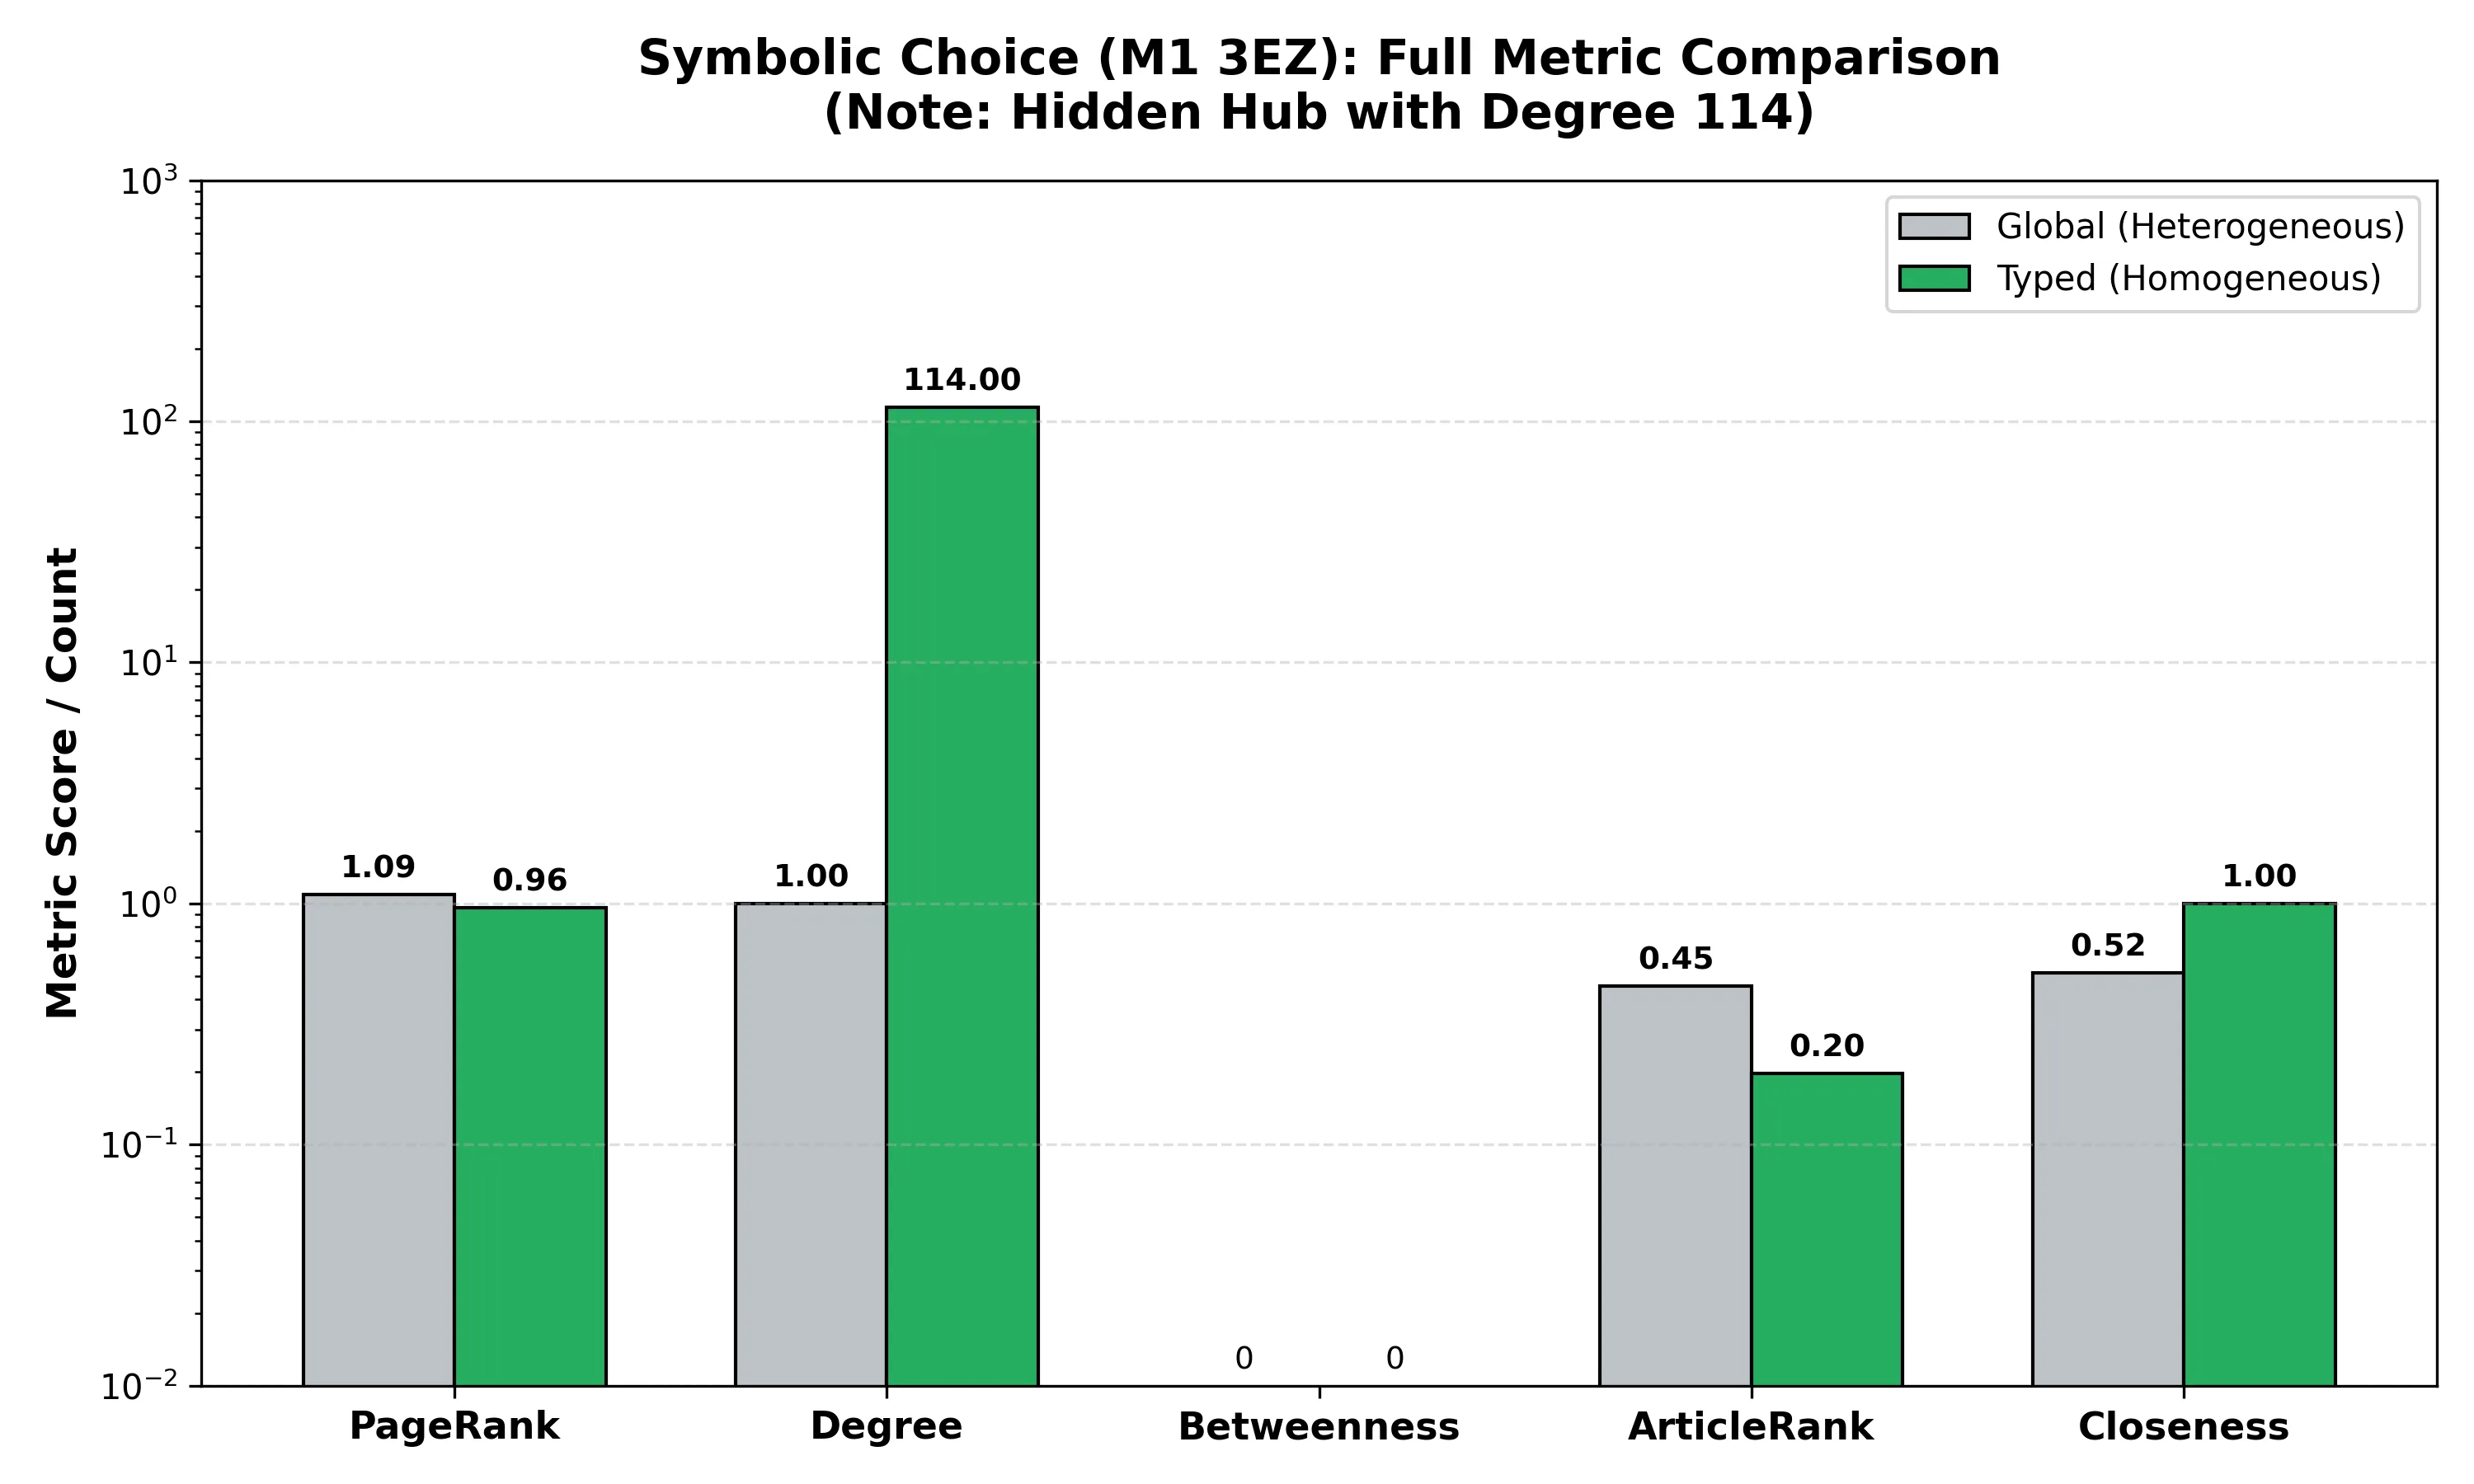 Symbolic Choice (M1 3EZ): Full Metric Comparison
(Note: Hidden Hub with Degree 114)
Metric Score / Count
10³
10²
10¹
10⁰
10⁻¹
10⁻²
Global (Heterogeneous)
Typed (Homogeneous)
1.09
0.96
1.00
114.00
0
0
0.45
0.20
0.52
1.00
PageRank
Degree
Betweenness
ArticleRank
Closeness